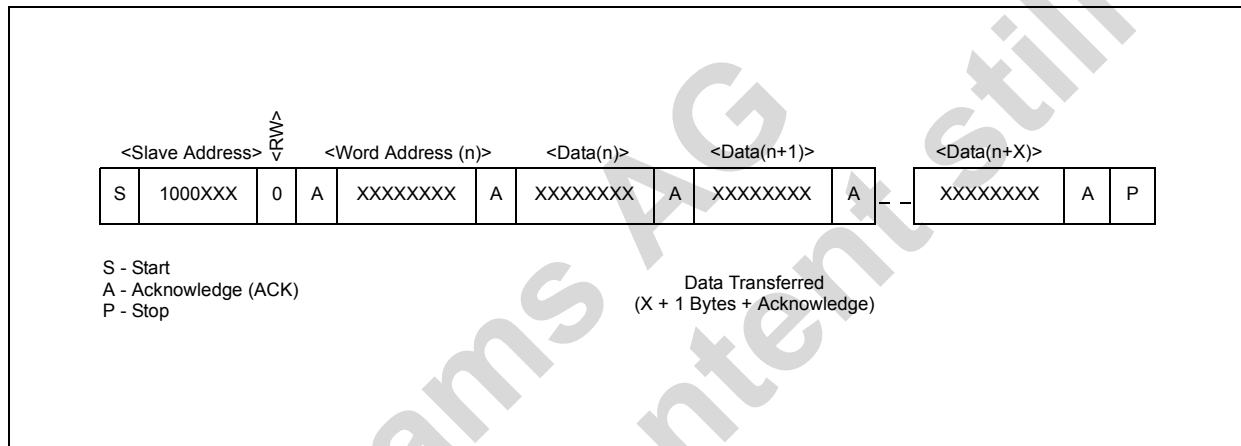 <Slave Address> <RW> <Word Address (n)> <Data(n)> <Data(n+1)> <Data(n+X)>
S 1000XXX 0 A XXXXXXXX A XXXXXXXX A XXXXXXXX A XXXXXXXX A P
S - Start
A - Acknowledge (ACK)
P - Stop
Data Transferred
(X + 1 Bytes + Acknowledge)
ams AG
ntent still